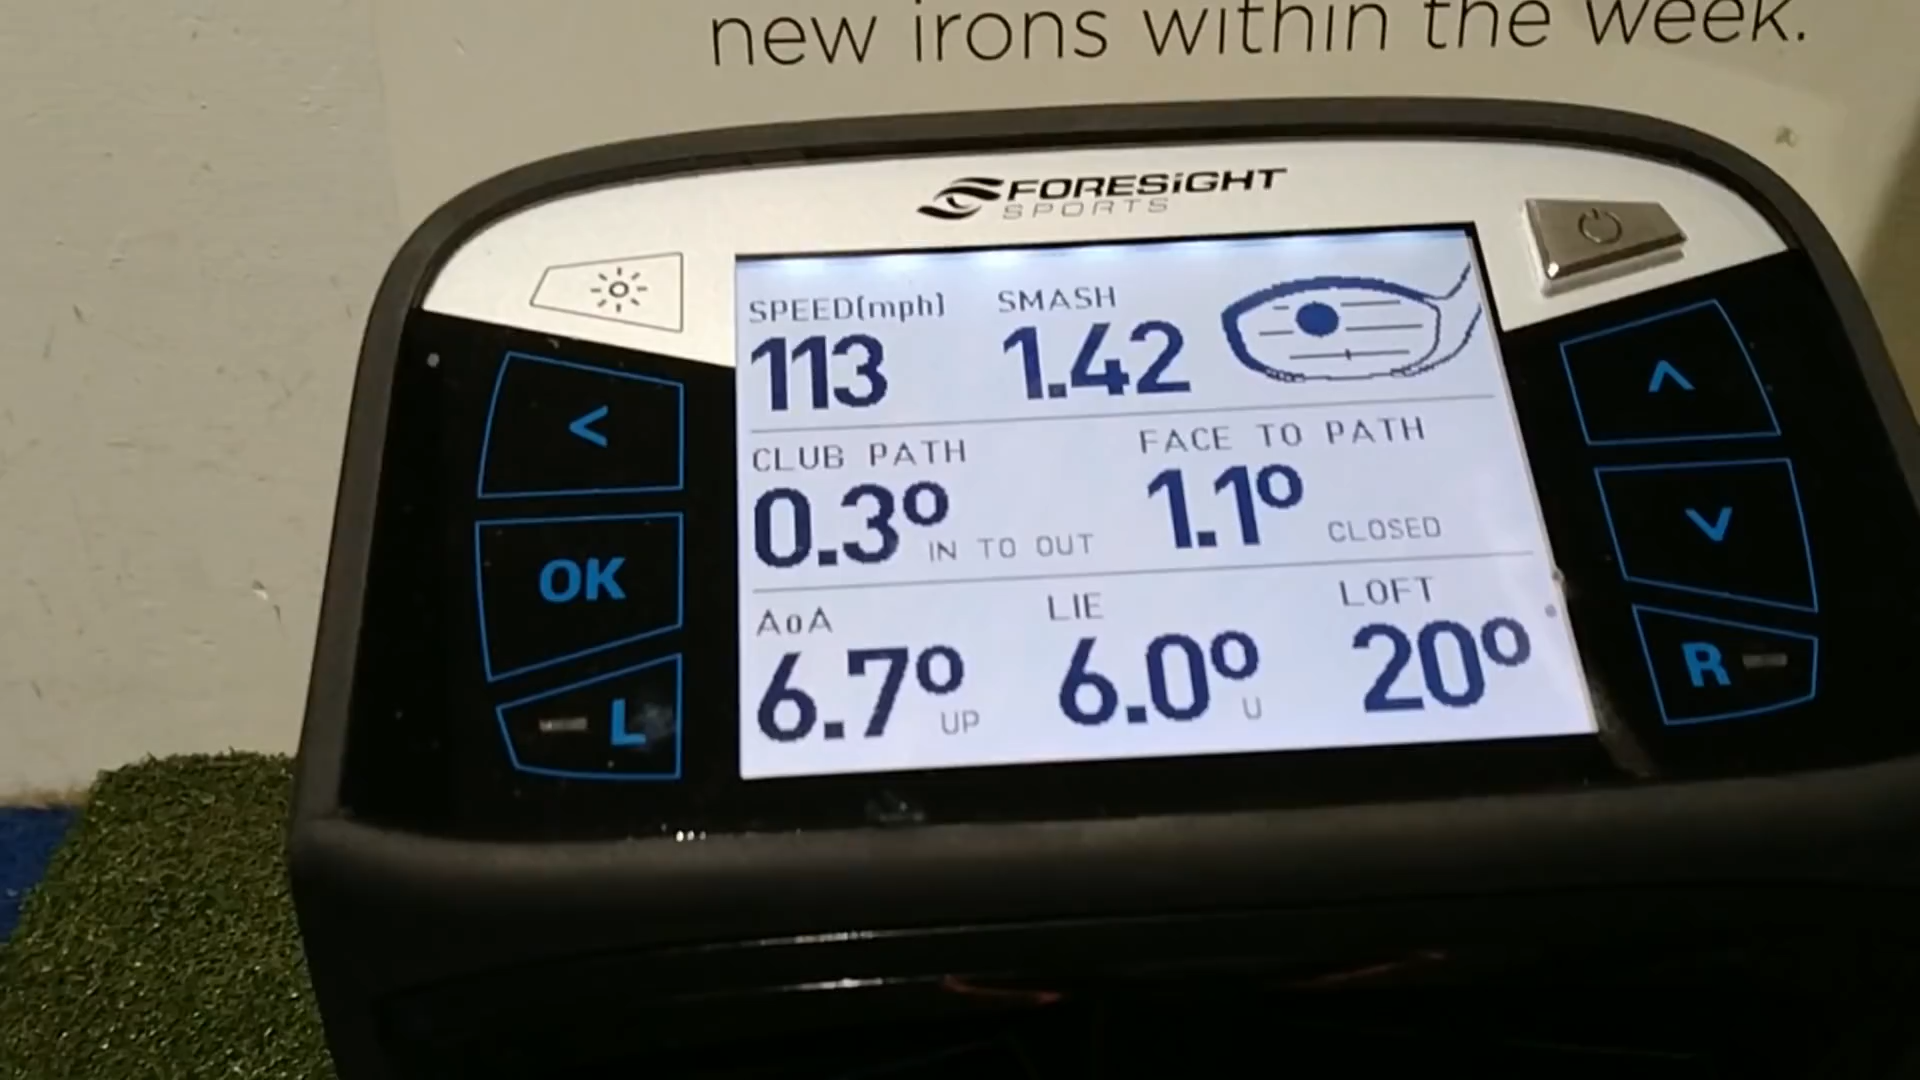 new irons within the week.
FORESiGHT
SPORTS
SPEED(mph) SMASH
113 1.42
CLUB PATH FACE TO PATH
0.3º IN TO OUT 1.1º CLOSED
AoA LIE LOFT
6.7º UP 6.0º U 20º
<
OK
L
^
v
R